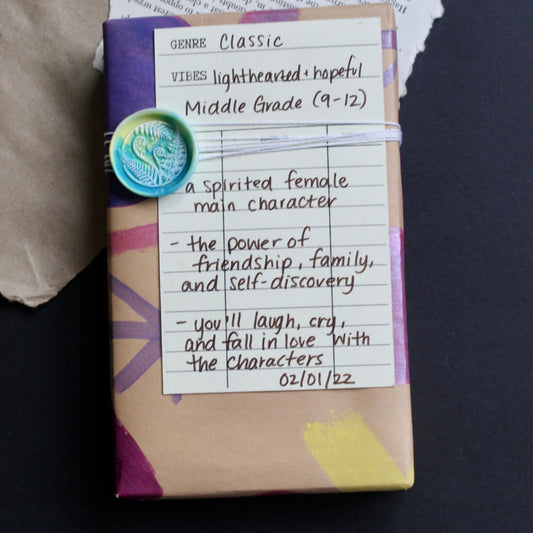 GENRE Classic
VIBES lighthearted + hopeful
Middle Grade (9-12)
a spirited female
main character
- the power of
friendship, family,
and self-discovery
- you'll laugh, cry,
and fall in love with
the characters
02/01/22